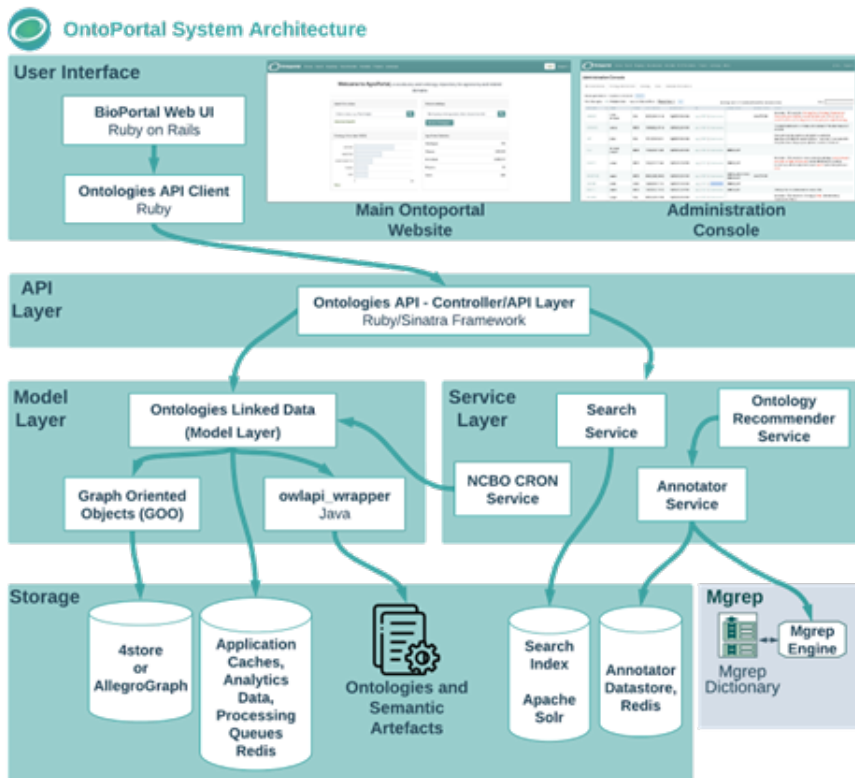 OntoPortal System Architecture
User Interface
BioPortal Web UI
Ruby on Rails
Ontologies API Client
Ruby
Main Ontoportal
Website
Administration Console
Administration
Console
API
Layer
Ontologies API - Controller/API Layer
Ruby/Sinatra Framework
Model
Layer
Ontologies Linked Data
(Model Layer)
Graph Oriented
Objects (GOO)
owlapi_wrapper
Java
Service
Layer
Search
Service
Ontology
Recommender
Service
NCBO CRON
Service
Annotator
Service
Storage
4store
or
AllegroGraph
Application
Caches,
Analytics
Data,
Processing
Queues
Redis
Ontologies and
Semantic
Artefacts
Search
Index
Apache
Solr
Annotator
Datastore,
Redis
Mgrep
Mgrep
Dictionary
Mgrep
Engine